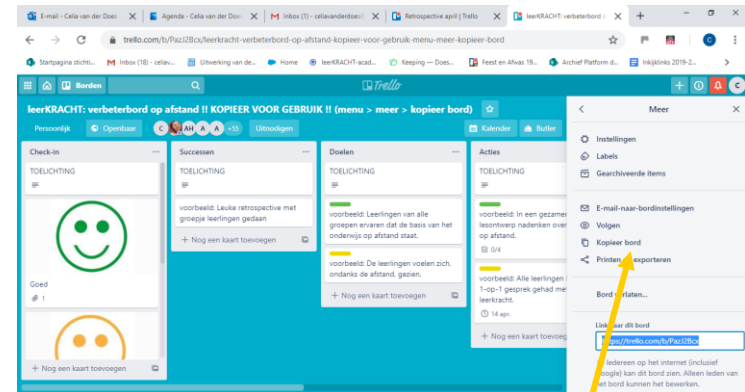 E-mail - Celia van der Does
Agenda - Celia van der Does
M Inbox (1) - celiavanderdoes@
Retrospective april | Trello
leerKRACHT: verbeterbord o
trello.com/b/PazJ2Bcx/leerkracht-verbeterbord-op-afstand-kopieer-voor-gebruik-menu-meer-kopieer-bord
Startpagina stichti...
Inbox (18) - celiav...
Uitwerking van de...
Home
leerKRACHT-acad...
Keeping — Does...
Feest en Afwas 19...
Archief Platform d...
Inkijklinks 2019-2...
Borden
Trello
leerKRACHT: verbeterbord op afstand !! KOPIEER VOOR GEBRUIK !! (menu > meer > kopieer bord)
Persoonlijk
Openbaar
C
AH
A
A
+55
Uitnodigen
Kalender
Butler
Check-in
TOELICHTING
Goed
1
+ Nog een kaart toevoegen
Successen
TOELICHTING
voorbeeld: Leuke retrospective met
groepje leerlingen gedaan
+ Nog een kaart toevoegen
Doelen
TOELICHTING
voorbeeld: Leerlingen van alle
groepen ervaren dat de basis van het
onderwijs op afstand staat.
voorbeeld: De leerlingen voelen zich,
ondanks de afstand, gezien.
+ Nog een kaart toevoegen
Acties
TOELICHTING
voorbeeld: In een gezamen
lesontwerp nadenken over
op afstand.
0/4
voorbeeld: Alle leerlingen
1-op-1 gesprek gehad me
leerkracht.
14 apr.
+ Nog een kaart toevoeg
Meer
Instellingen
Labels
Gearchiveerde items
E-mail-naar-bordinstellingen
Volgen
Kopieer bord
Printen exporteren
Bord verlaten...
Link naar dit bord
https://trello.com/b/PazJ2Bcx
Iedereen op het internet (inclusief
Google) kan dit bord zien. Alleen leden van
het bord kunnen het bewerken.